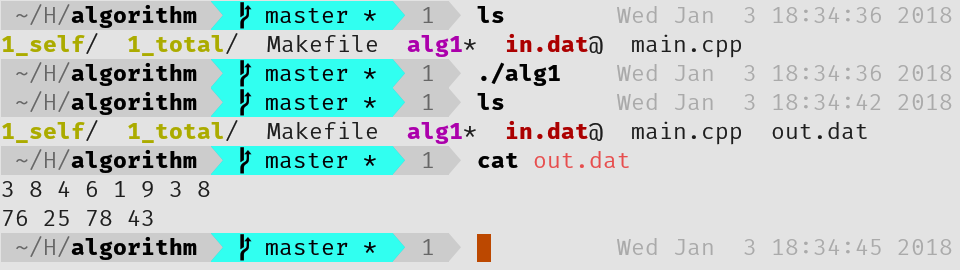 ~/H/algorithm master * 1 ls Wed Jan 3 18:34:36 2018
1_self/ 1_total/ Makefile alg1* in.dat@ main.cpp
~/H/algorithm master * 1 ./alg1 Wed Jan 3 18:34:36 2018
~/H/algorithm master * 1 ls Wed Jan 3 18:34:42 2018
1_self/ 1_total/ Makefile alg1* in.dat@ main.cpp out.dat
~/H/algorithm master * 1 cat out.dat
3 8 4 6 1 9 3 8
76 25 78 43
~/H/algorithm master * 1 Wed Jan 3 18:34:45 2018